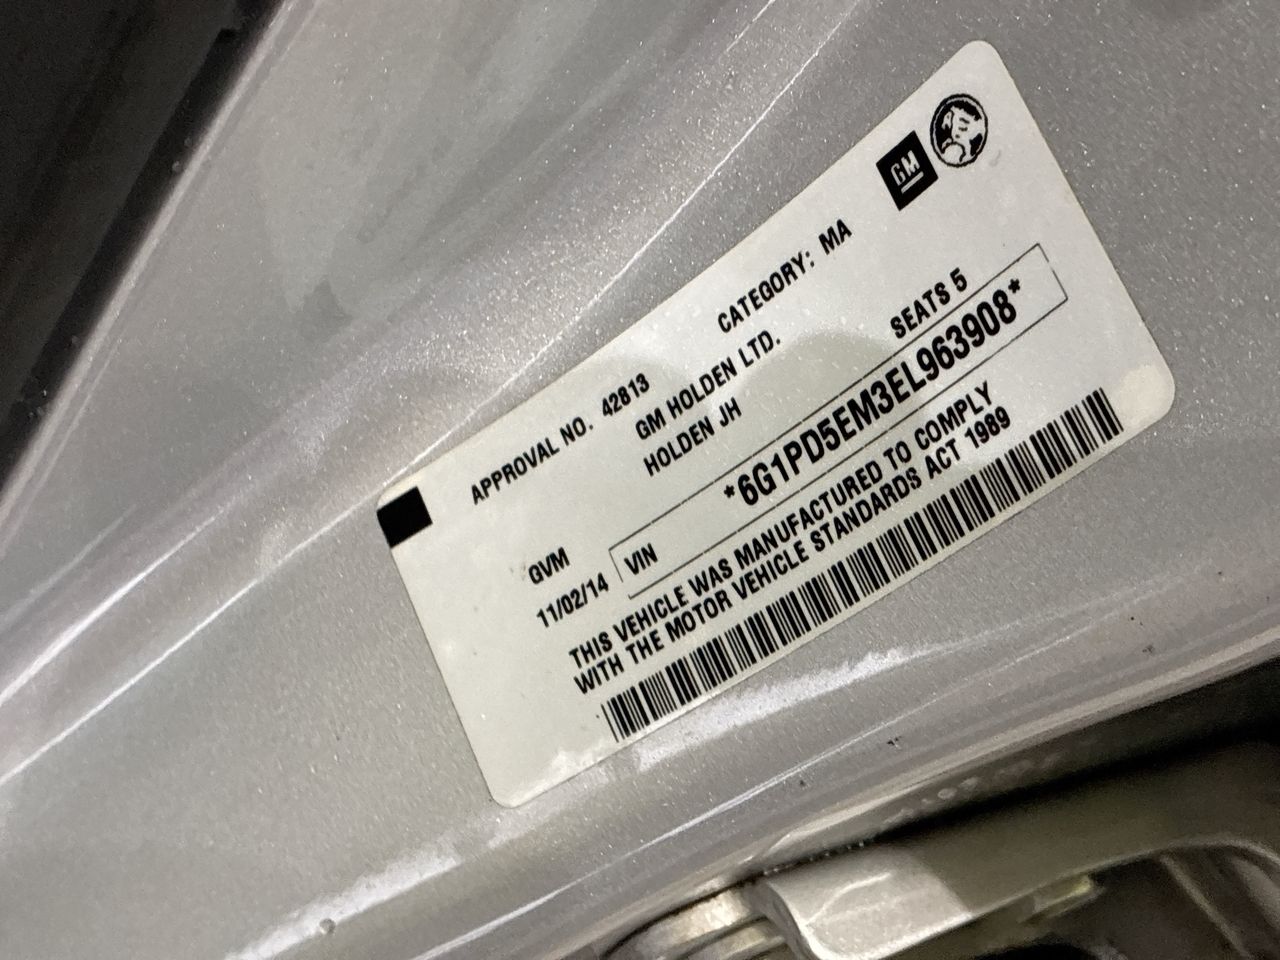 GM
APPROVAL NO. 42813 CATEGORY: MA
GM HOLDEN LTD.
HOLDEN JH SEATS 5
GVM
11/02/14 VIN *6G1PD5EM3EL963908*
THIS VEHICLE WAS MANUFACTURED TO COMPLY
WITH THE MOTOR VEHICLE STANDARDS ACT 1989